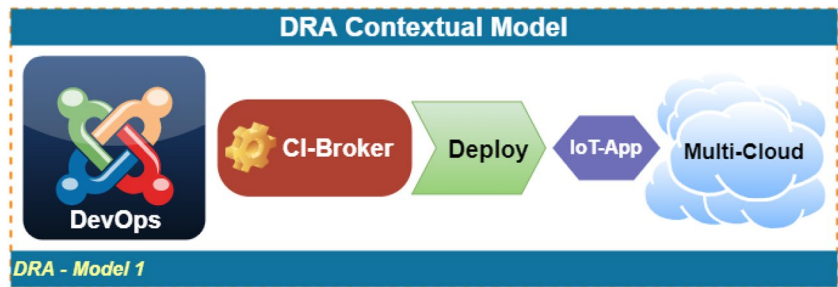 DRA Contextual Model
DevOps
CI-Broker
Deploy
IoT-App
Multi-Cloud
DRA - Model 1